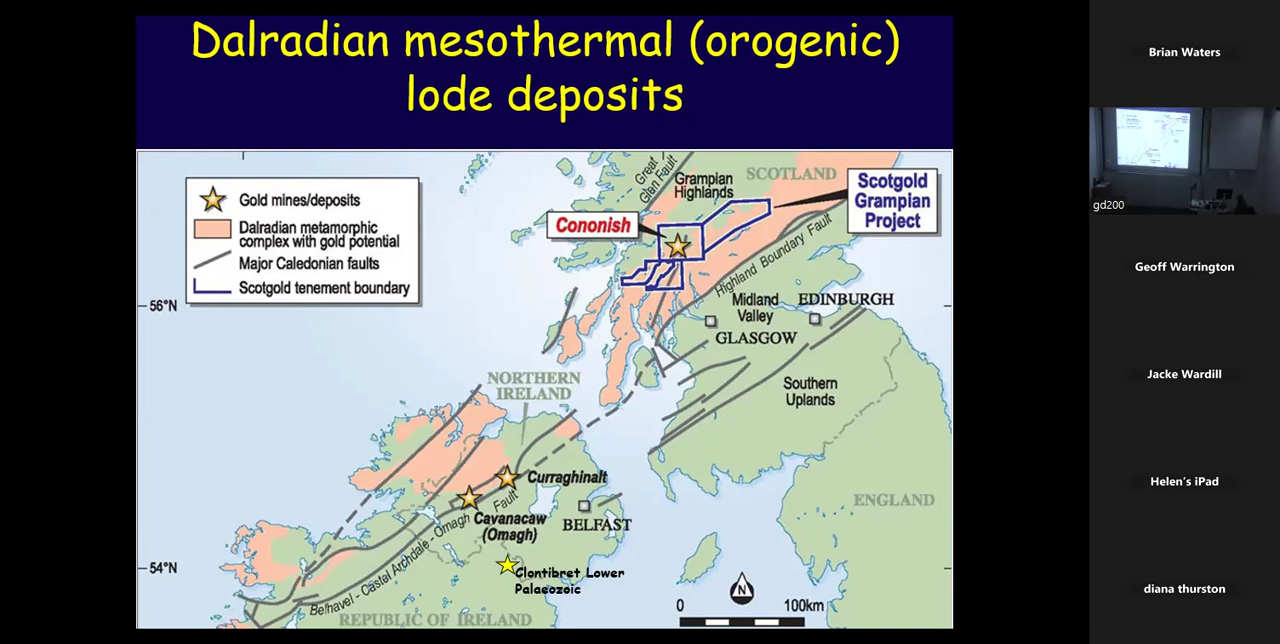 Dalradian mesothermal (orogenic)
lode deposits
Gold mines/deposits
Dalradian metamorphic
complex with gold potential
Major Caledonian faults
Scotgold tenement boundary
Great
Glen Fault
Grampian
Highlands
SCOTLAND
Scotgold
Grampian
Project
Cononish
Highland Boundary Fault
56°N
Midland
Valley
EDINBURGH
GLASGOW
Southern
Uplands
NORTHERN
IRELAND
Curraghinalt
Cavanacaw
(Omagh)
BELFAST
ENGLAND
Belhavel - Castal Archdale - Omagh Fault
54°N
Clontibret Lower
Palaeozoic
REPUBLIC OF IRELAND
N
0 100km
Brian Waters
gd200
Geoff Warrington
Jacke Wardill
Helen's iPad
diana thurston